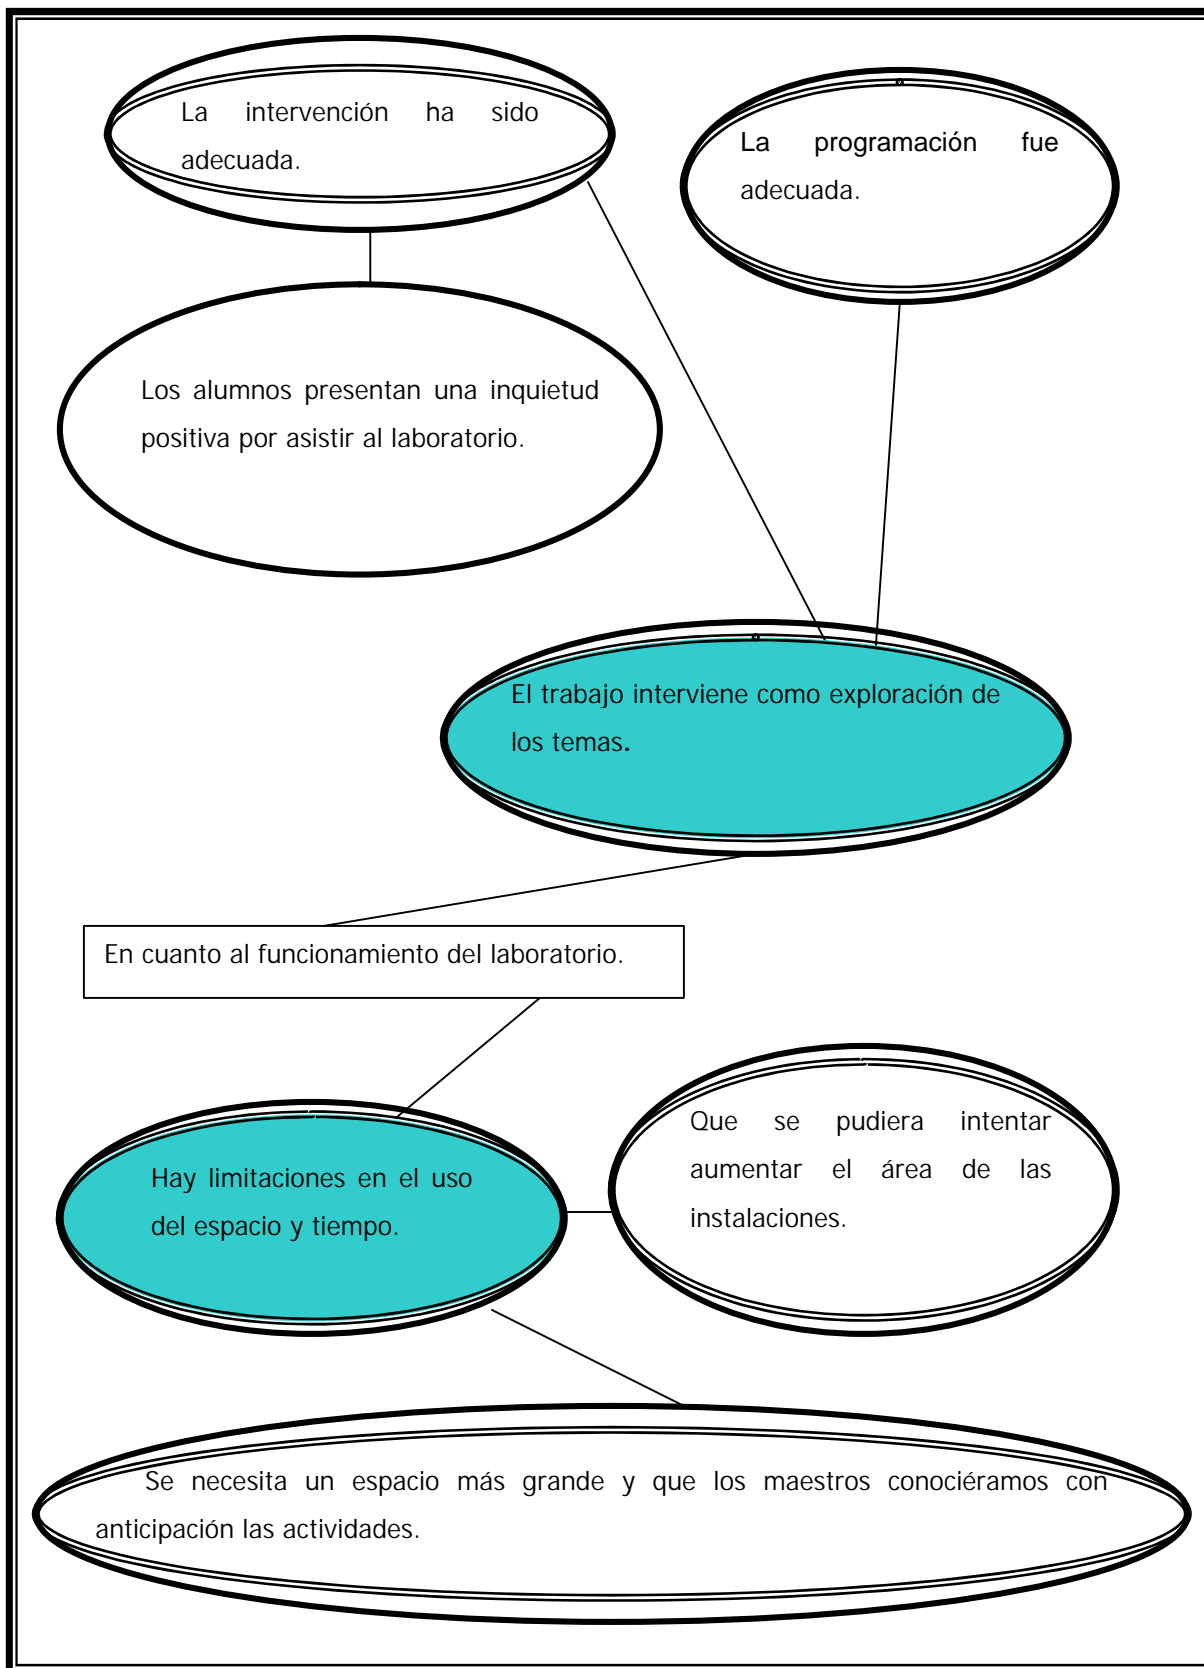 La intervención ha sido
adecuada.
La programación fue
adecuada.
Los alumnos presentan una inquietud
positiva por asistir al laboratorio.
El trabajo interviene como exploración de
los temas.
En cuanto al funcionamiento del laboratorio.
Que se pudiera intentar
aumentar el área de las
instalaciones.
Hay limitaciones en el uso
del espacio y tiempo.
Se necesita un espacio más grande y que los maestros conociéramos con
anticipación las actividades.